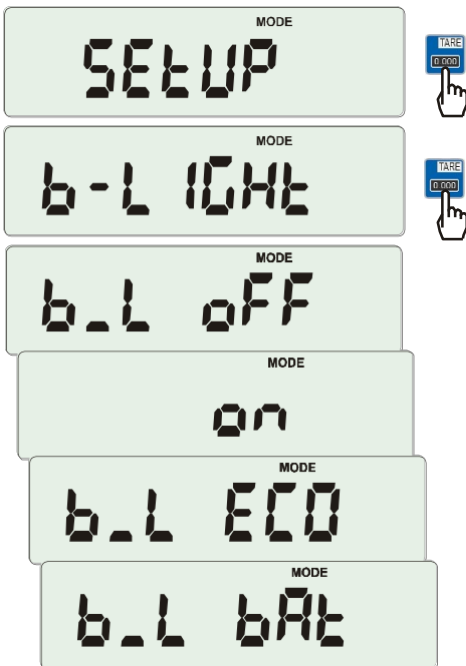 MODE
SEtUP
TARE
0.000
MODE
b-LIGHt
TARE
0.000
MODE
b_L oFF
MODE
on
MODE
b_L ECO
MODE
b_L bAt